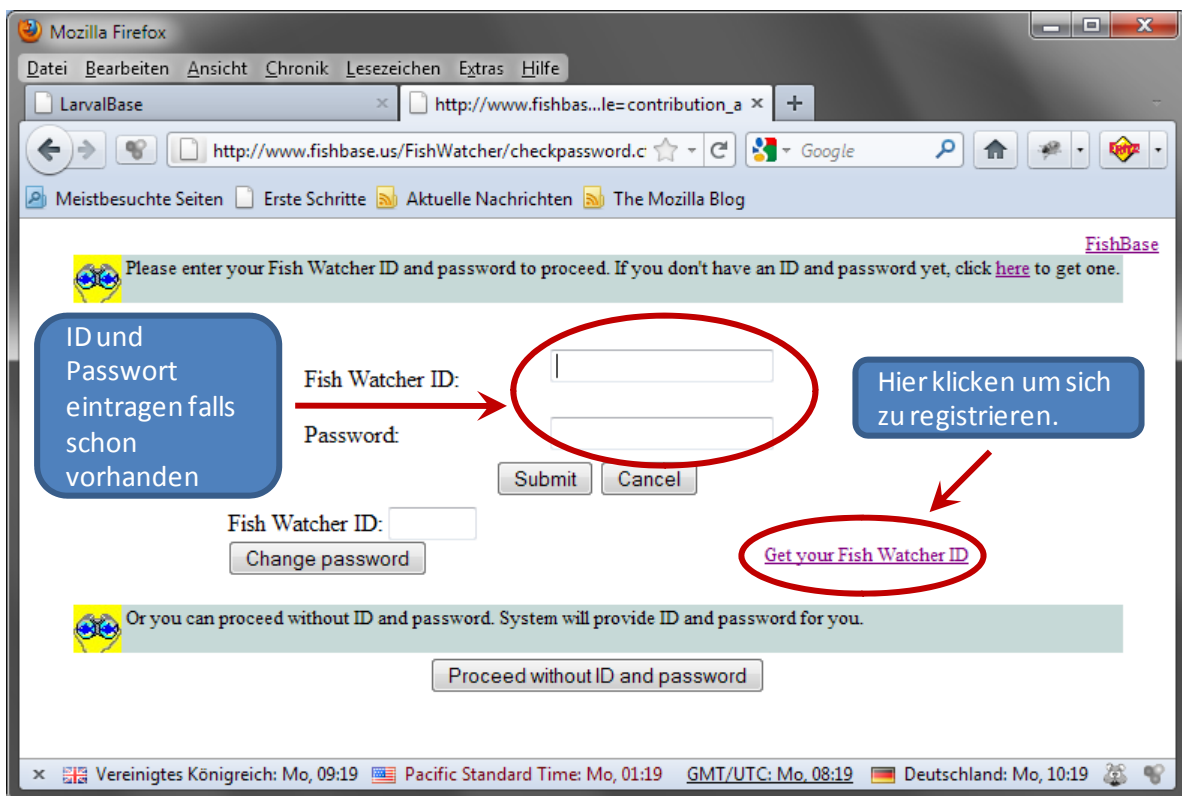 Mozilla Firefox
Datei Bearbeiten Ansicht Chronik Lesezeichen Extras Hilfe
LarvalBase http://www.fishbas...le=contribution_a
http://www.fishbase.us/FishWatcher/checkpassword.c Google
Meistbesuchte Seiten Erste Schritte Aktuelle Nachrichten The Mozilla Blog
FishBase
Please enter your Fish Watcher ID and password to proceed. If you don't have an ID and password yet, click here to get one.
ID und
Passwort
eintragen falls
schon
vorhanden
Fish Watcher ID:
Password:
Hier klicken um sich
zu registrieren.
Submit Cancel
Fish Watcher ID:
Change password
Get your Fish Watcher ID
Or you can proceed without ID and password. System will provide ID and password for you.
Proceed without ID and password
Vereinigtes Königreich: Mo, 09:19 Pacific Standard Time: Mo, 01:19 GMT/UTC: Mo, 08:19 Deutschland: Mo, 10:19